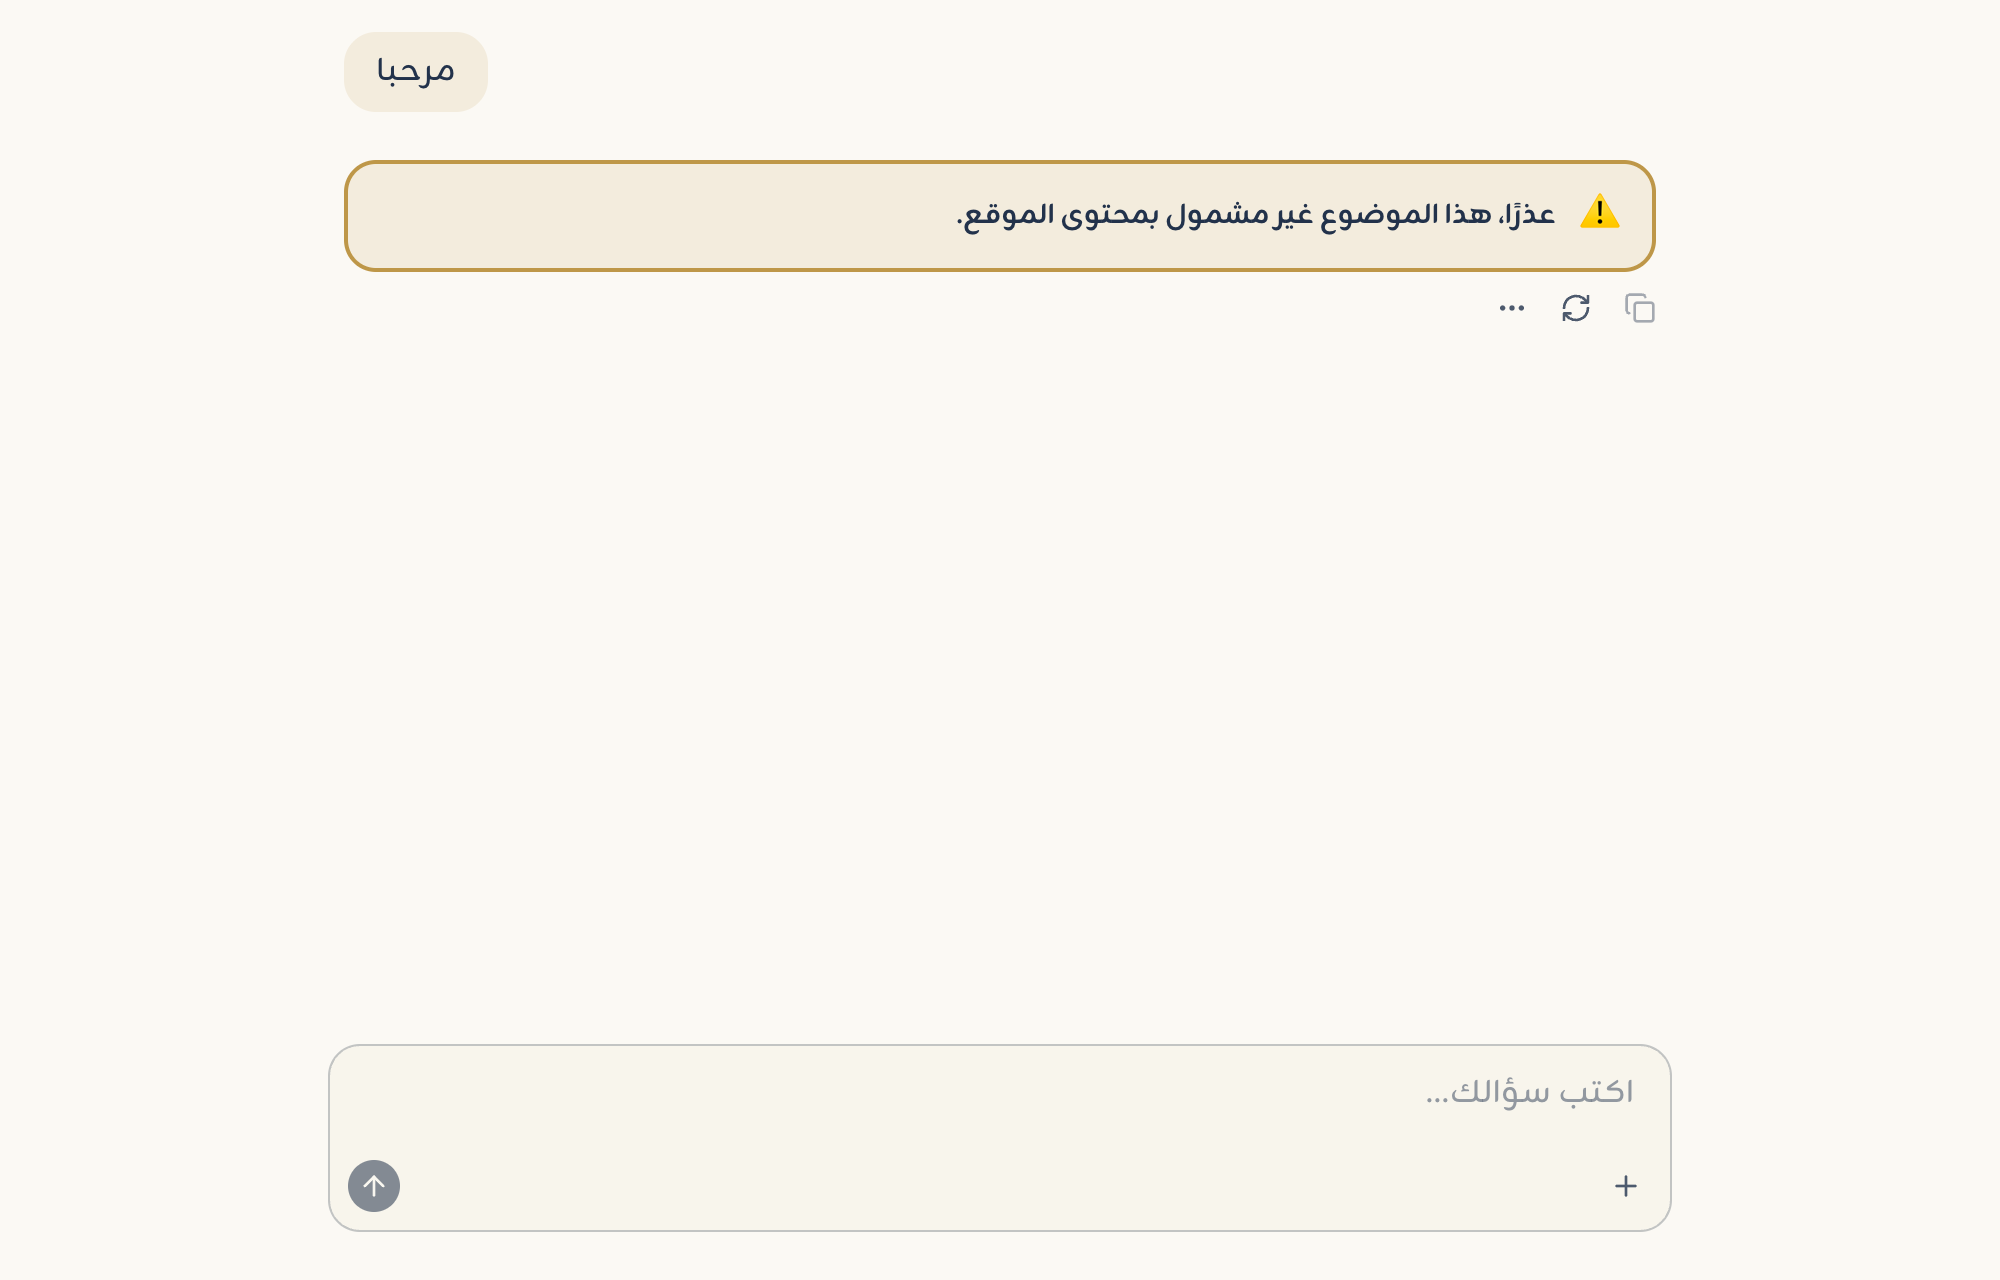 مرحبا
عذرًا، هذا الموضوع غير مشمول بمحتوى الموقع.
اكتب سؤالك...